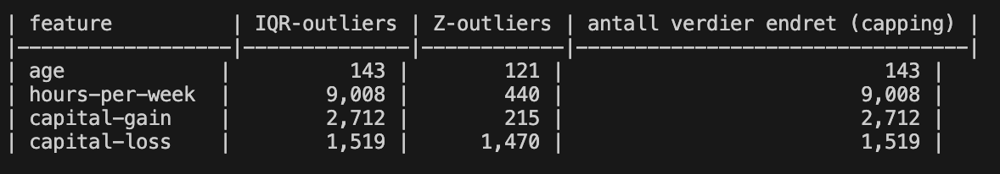 | feature | IQR-outliers | Z-outliers | antall verdier endret (capping) |
|------------------|--------------|------------|---------------------------------|
| age | 143 | 121 | 143 |
| hours-per-week | 9,008 | 440 | 9,008 |
| capital-gain | 2,712 | 215 | 2,712 |
| capital-loss | 1,519 | 1,470 | 1,519 |